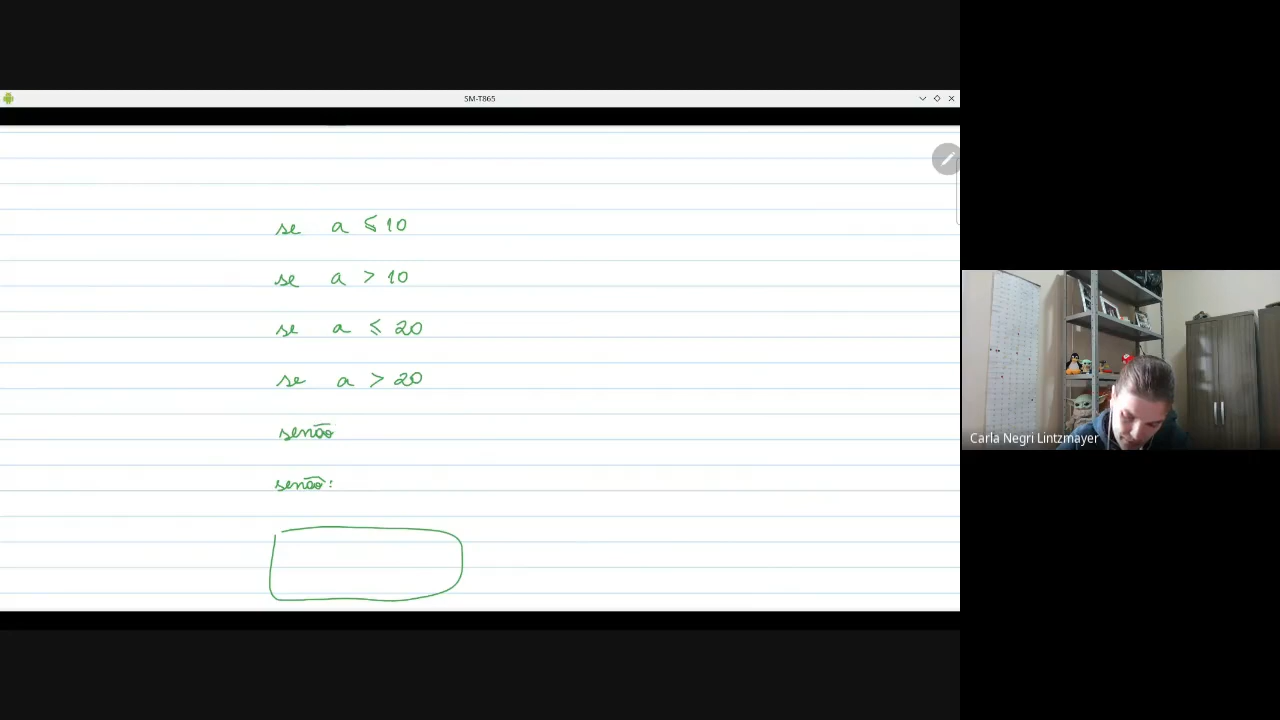 SM-T865
se a ⩽ 10
se a > 10
se a ⩽ 20
se a > 20
senão
senão:
Carla Negri Lintzmayer